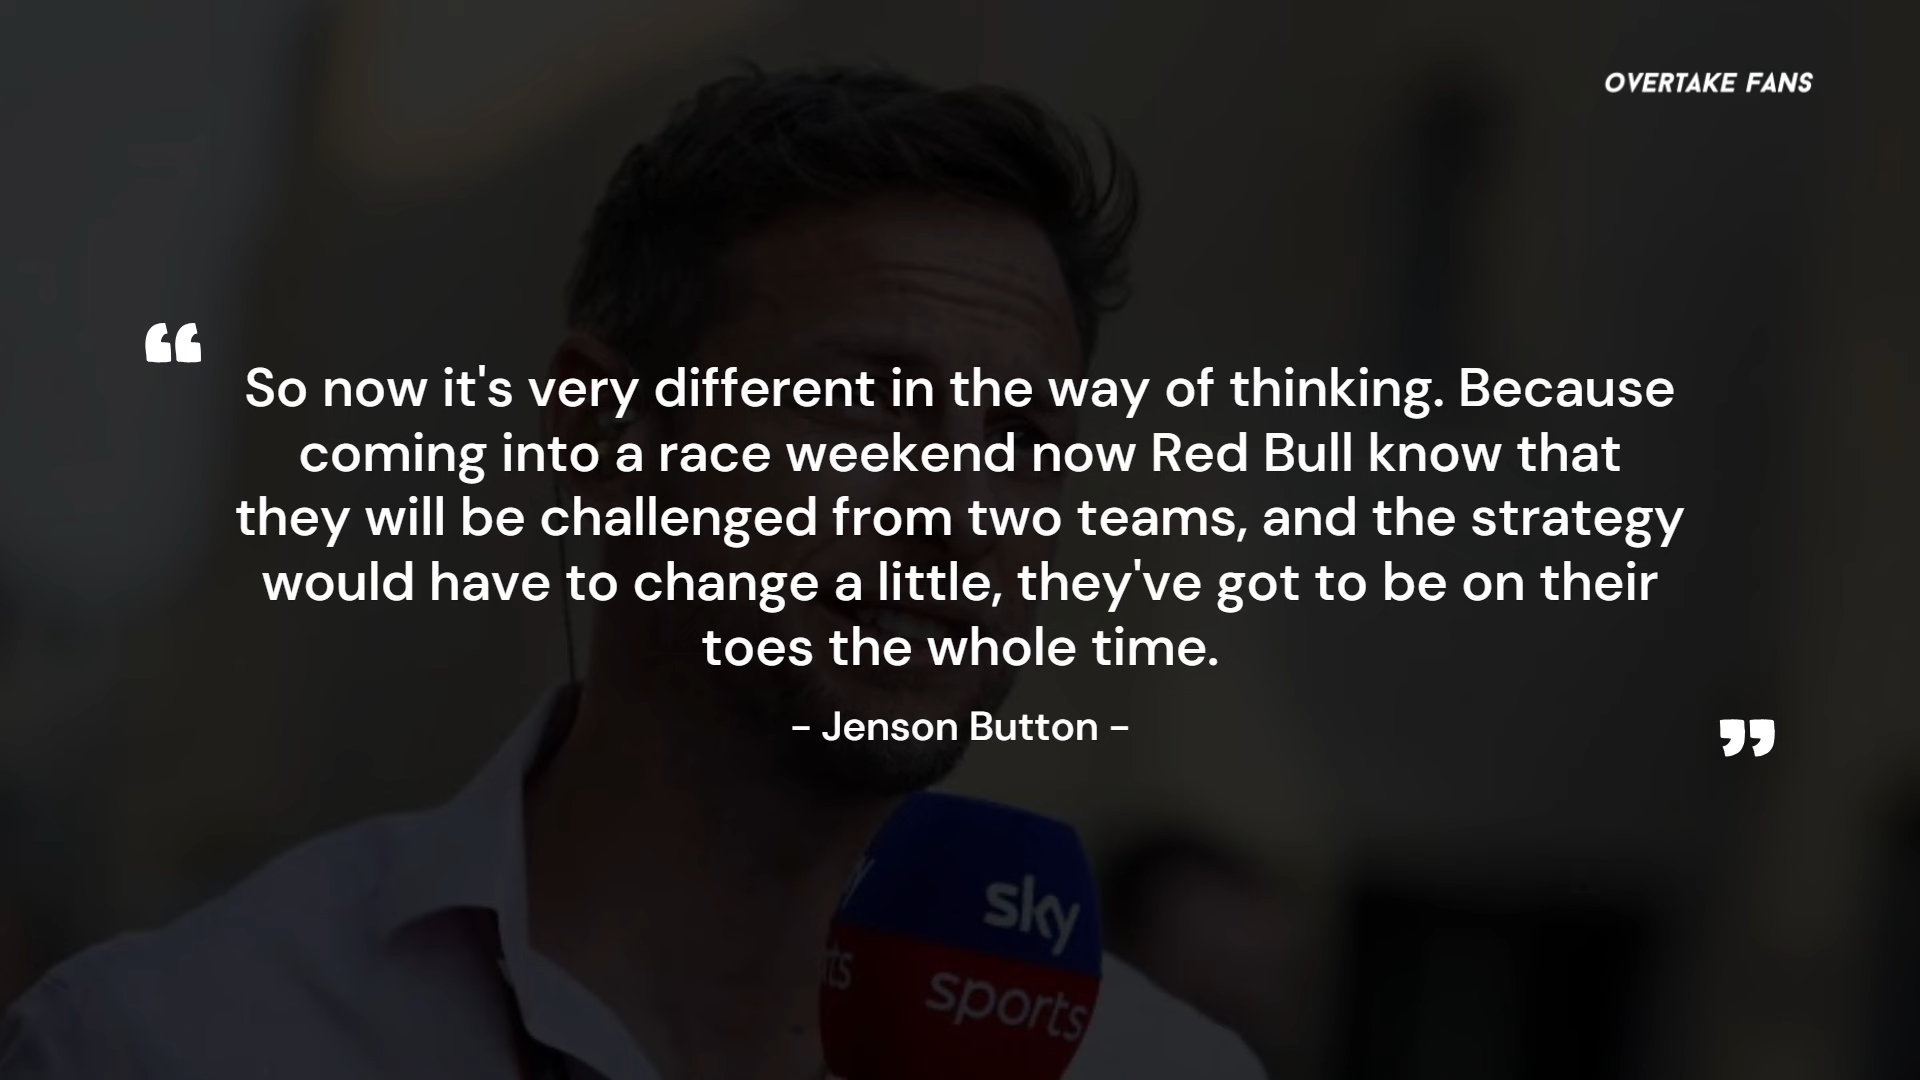 OVERTAKE FANS
“
So now it's very different in the way of thinking. Because
coming into a race weekend now Red Bull know that
they will be challenged from two teams, and the strategy
would have to change a little, they've got to be on their
toes the whole time.
- Jenson Button -
”
sky
sports